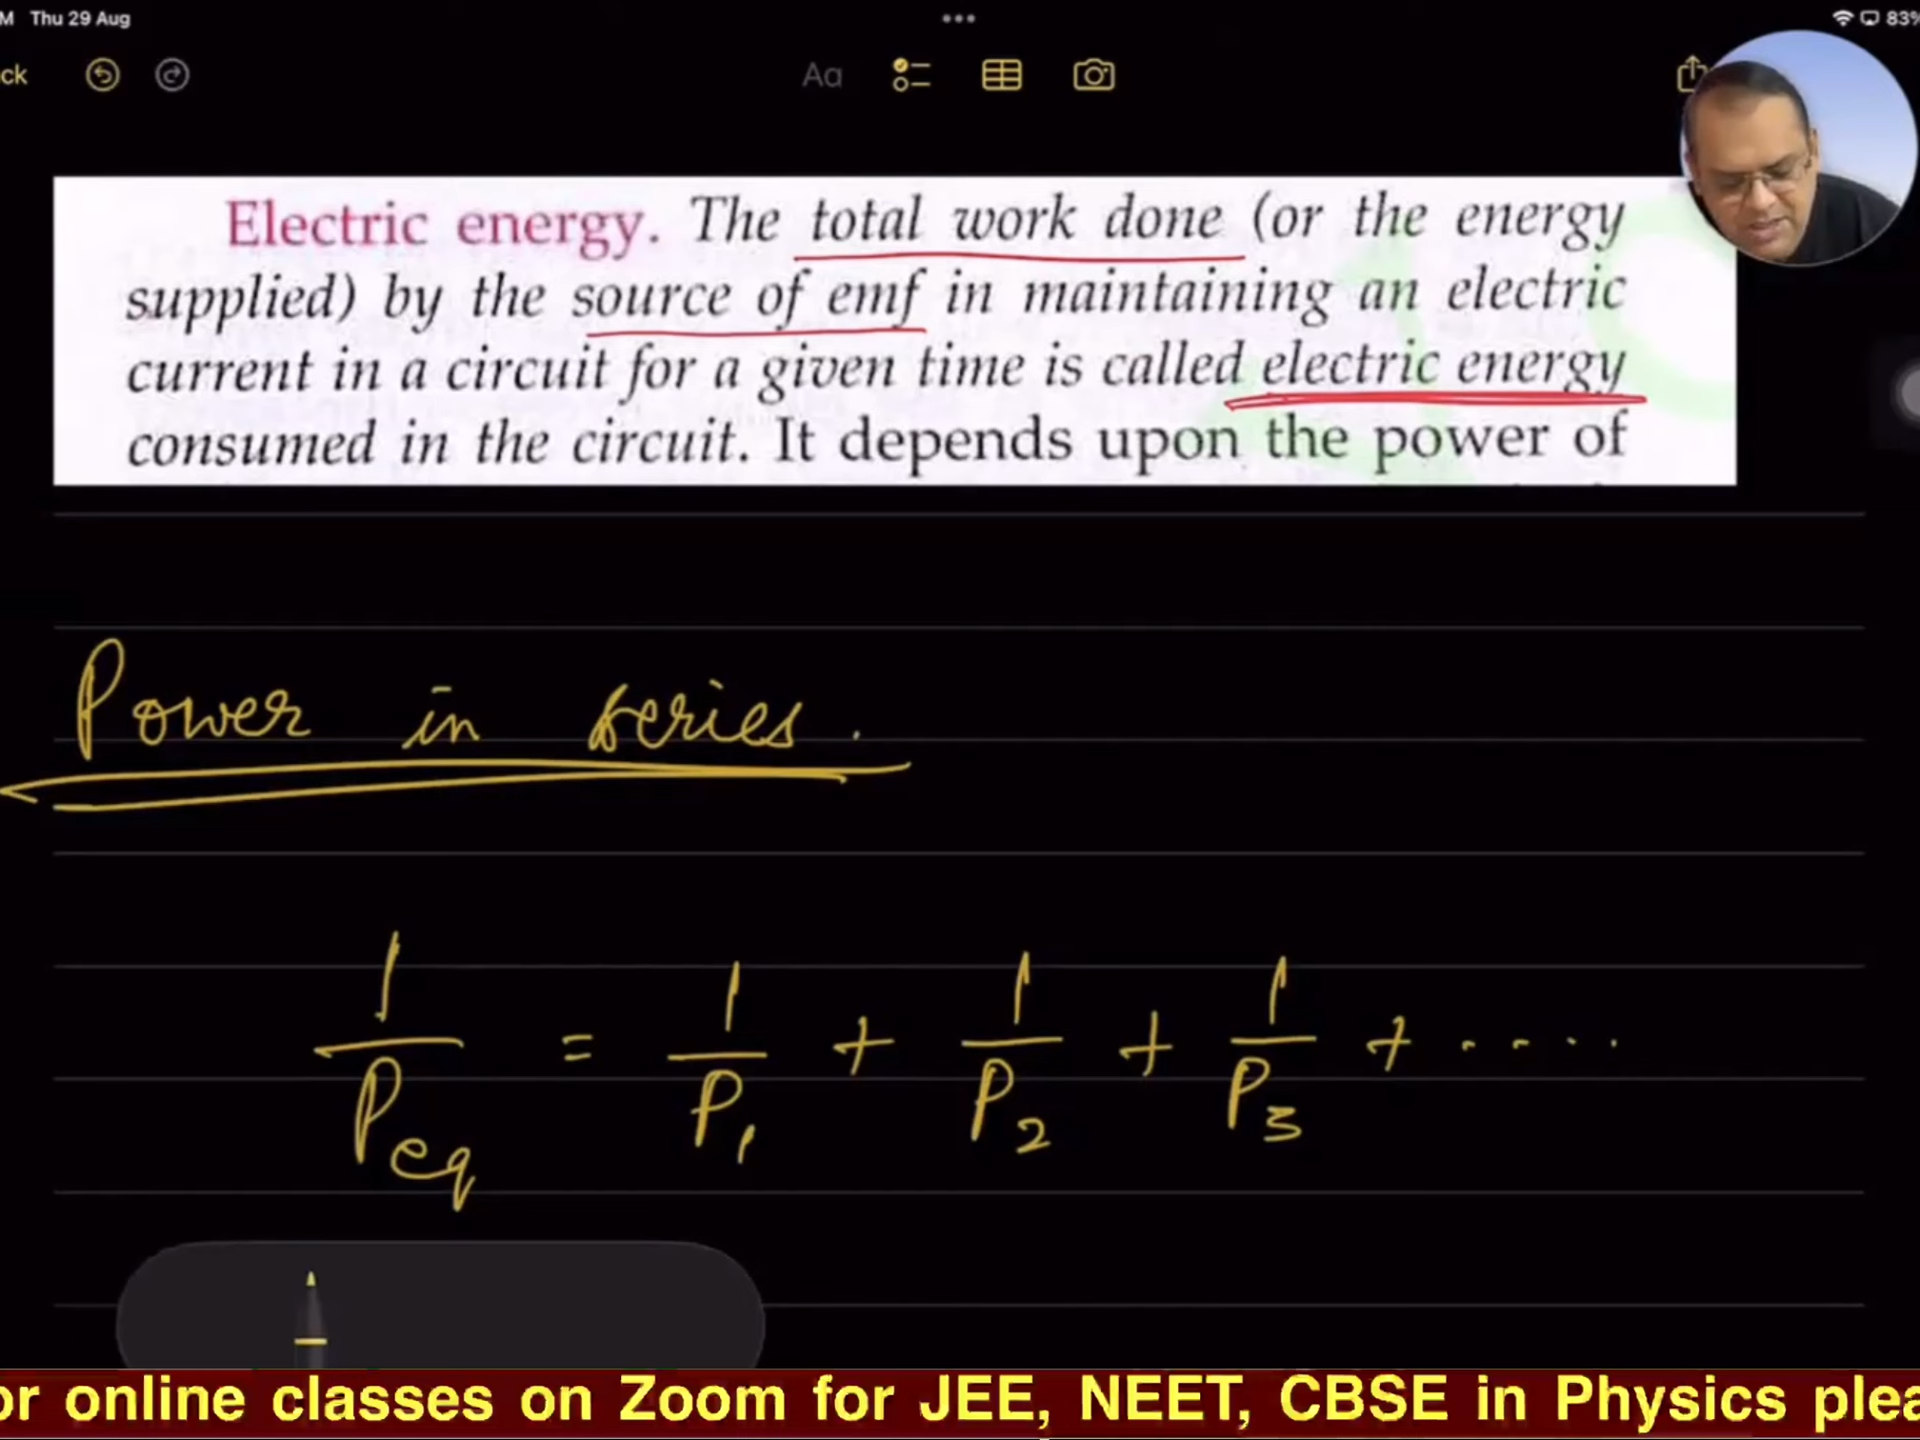 M Thu 29 Aug
83%
ck
Aa
Electric energy. The total work done (or the energy
supplied) by the source of emf in maintaining an electric
current in a circuit for a given time is called electric energy
consumed in the circuit. It depends upon the power of
Power in series.
1/Peq = 1/P1 + 1/P2 + 1/P3 + ....
or online classes on Zoom for JEE, NEET, CBSE in Physics plea